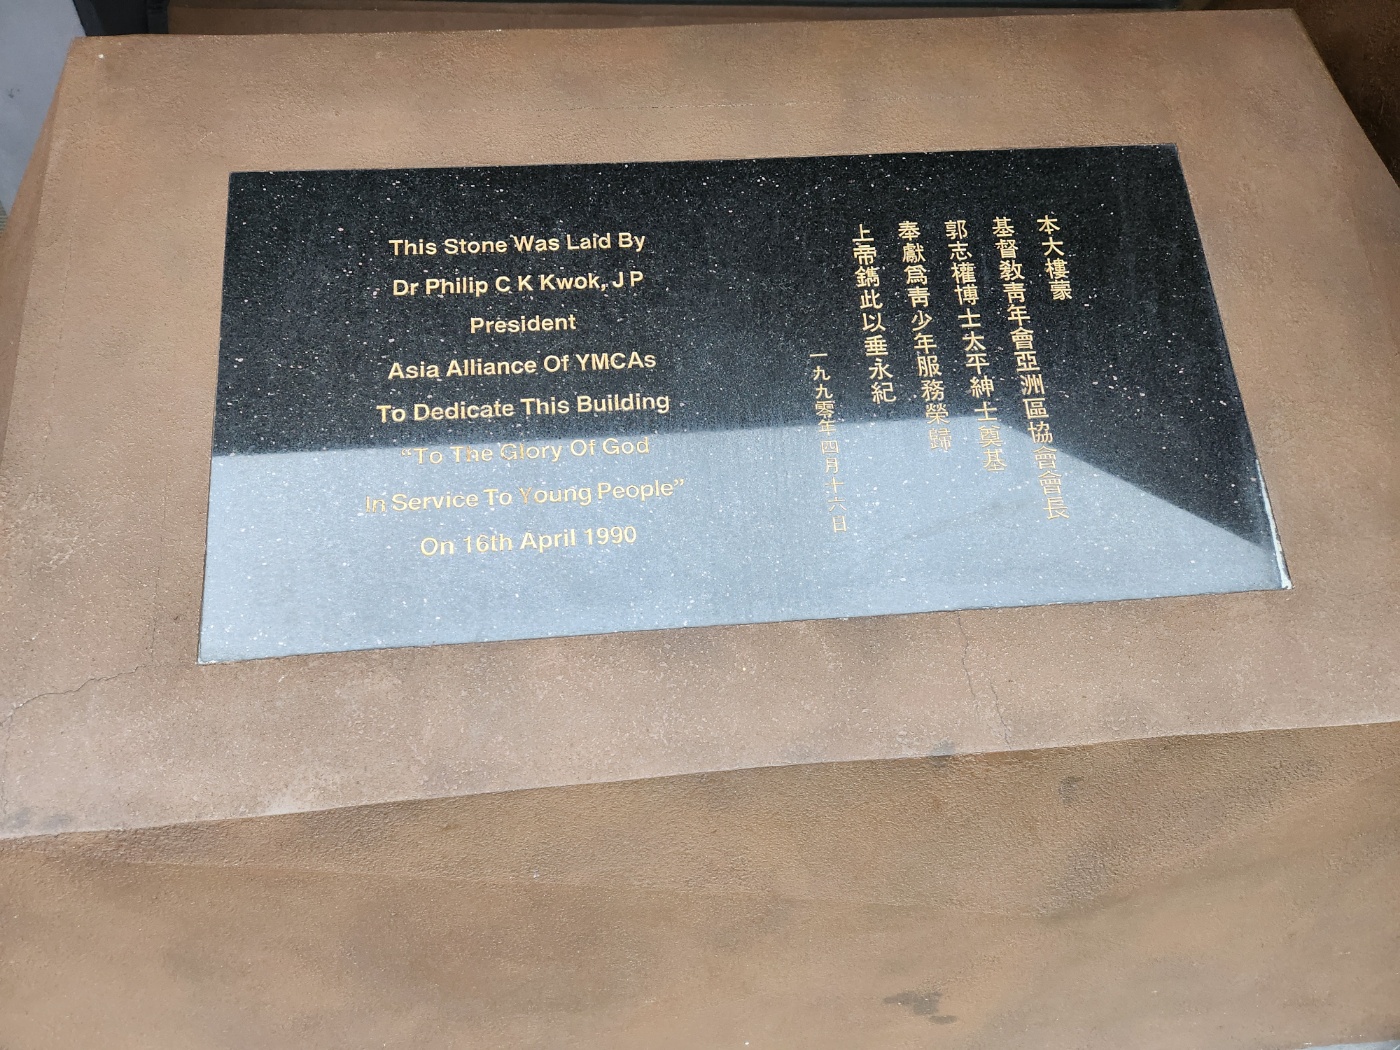 This Stone Was Laid By
Dr Philip C K Kwok, J P
President
Asia Alliance Of YMCAs
To Dedicate This Building
“To The Glory Of God
In Service To Young People”
On 16th April 1990
本大樓蒙
基督敎靑年會亞洲區協會會長
郭志權博士太平紳士奠基
奉獻爲靑少年服務榮歸
上帝鐫此以垂永紀
一九九零年四月十六日